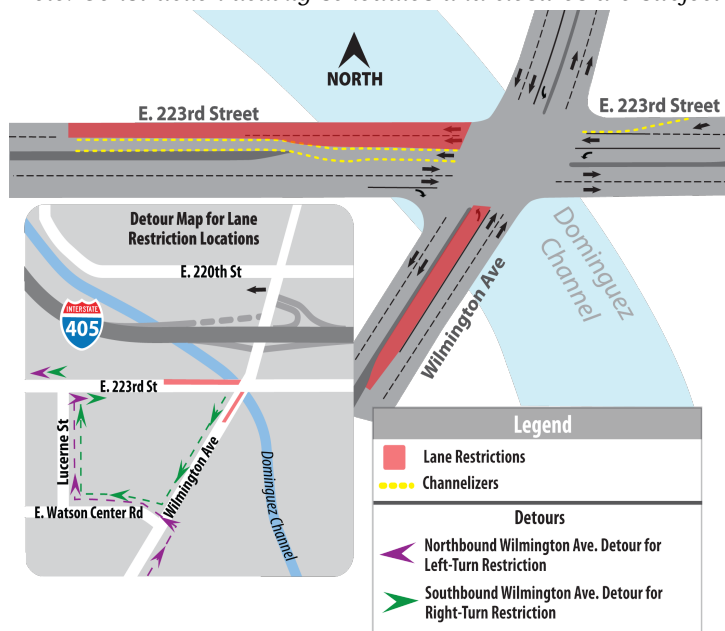 NORTH
E. 223rd Street
E. 223rd Street
Dominguez
Channel
Wilmington Ave
Detour Map for Lane
Restriction Locations
E. 220th St
INTERSTATE
405
E. 223rd St
Lucerne St
Wilmington Ave
E. Watson Center Rd
Dominguez Channel
Legend
Lane Restrictions
Channelizers
Detours
Northbound Wilmington Ave. Detour for
Left-Turn Restriction
Southbound Wilmington Ave. Detour for
Right-Turn Restriction